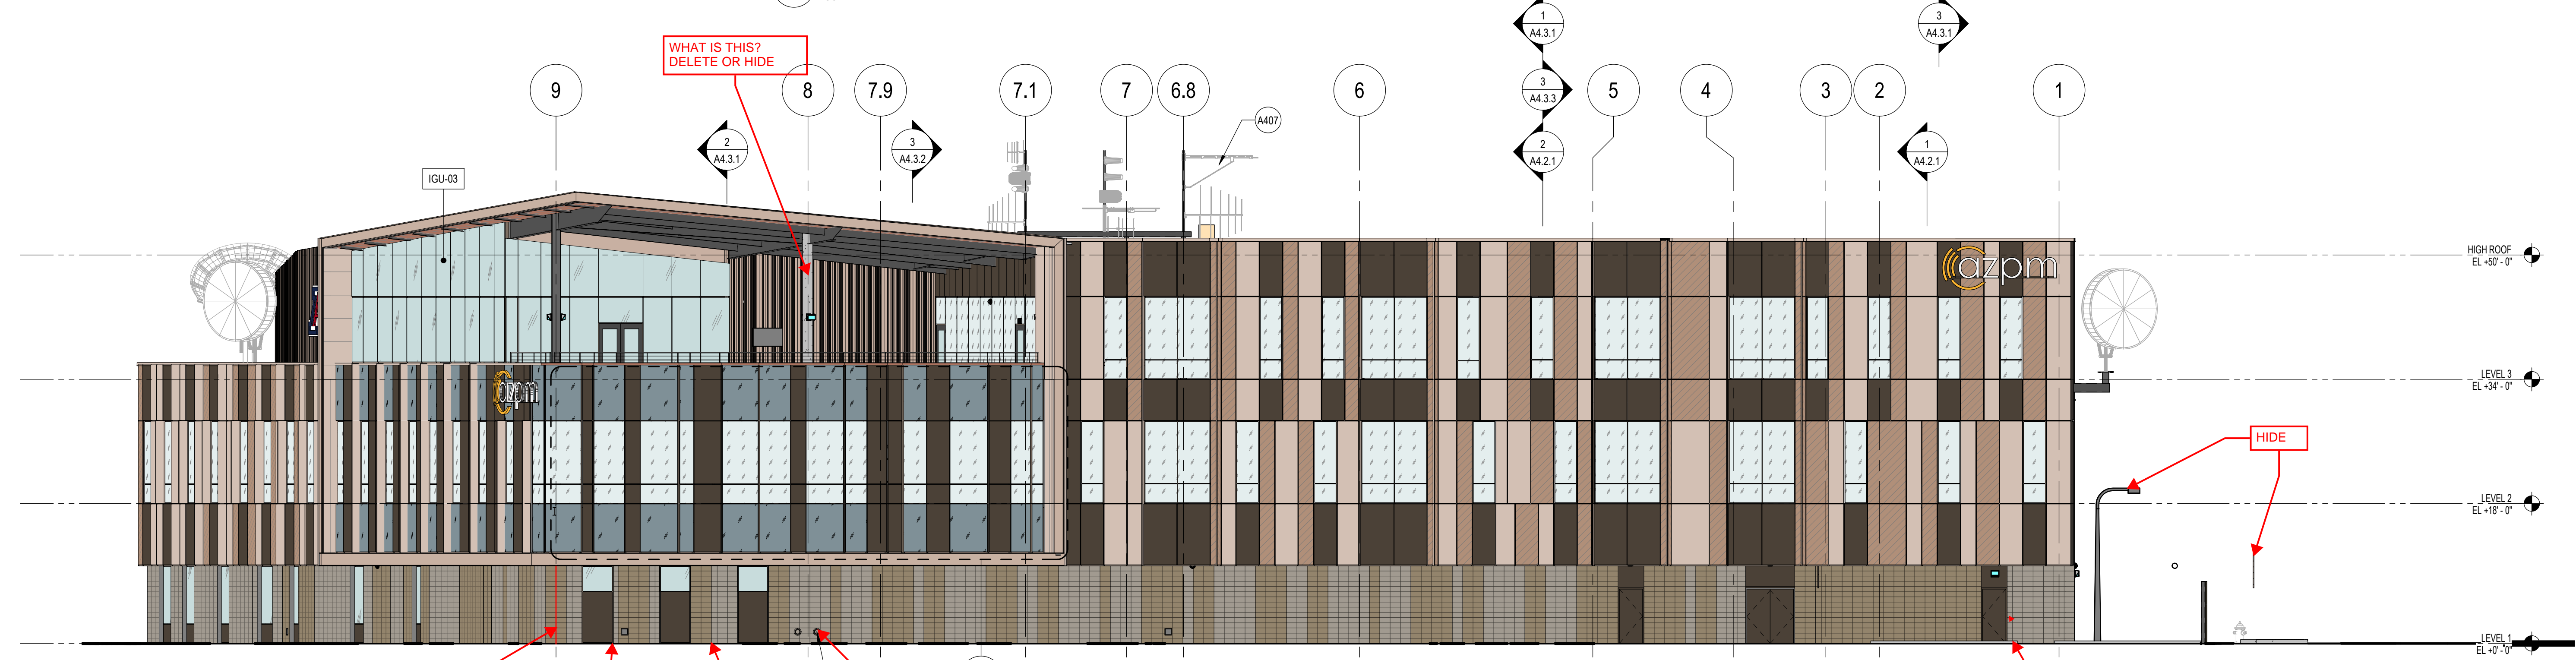 1
A4.3.1
3
A4.3.1
WHAT IS THIS?
DELETE OR HIDE
9
8
7.9
7.1
7
6.8
6
3
A4.3.3
5
4
3
2
1
2
A4.3.1
3
A4.3.2
A407
2
A4.2.1
1
A4.2.1
IGU-03
HIGH ROOF
EL +50' - 0"
azpm
LEVEL 3
EL +34' - 0"
azpm
HIDE
LEVEL 2
EL +18' - 0"
LEVEL 1
EL +0' - 0"